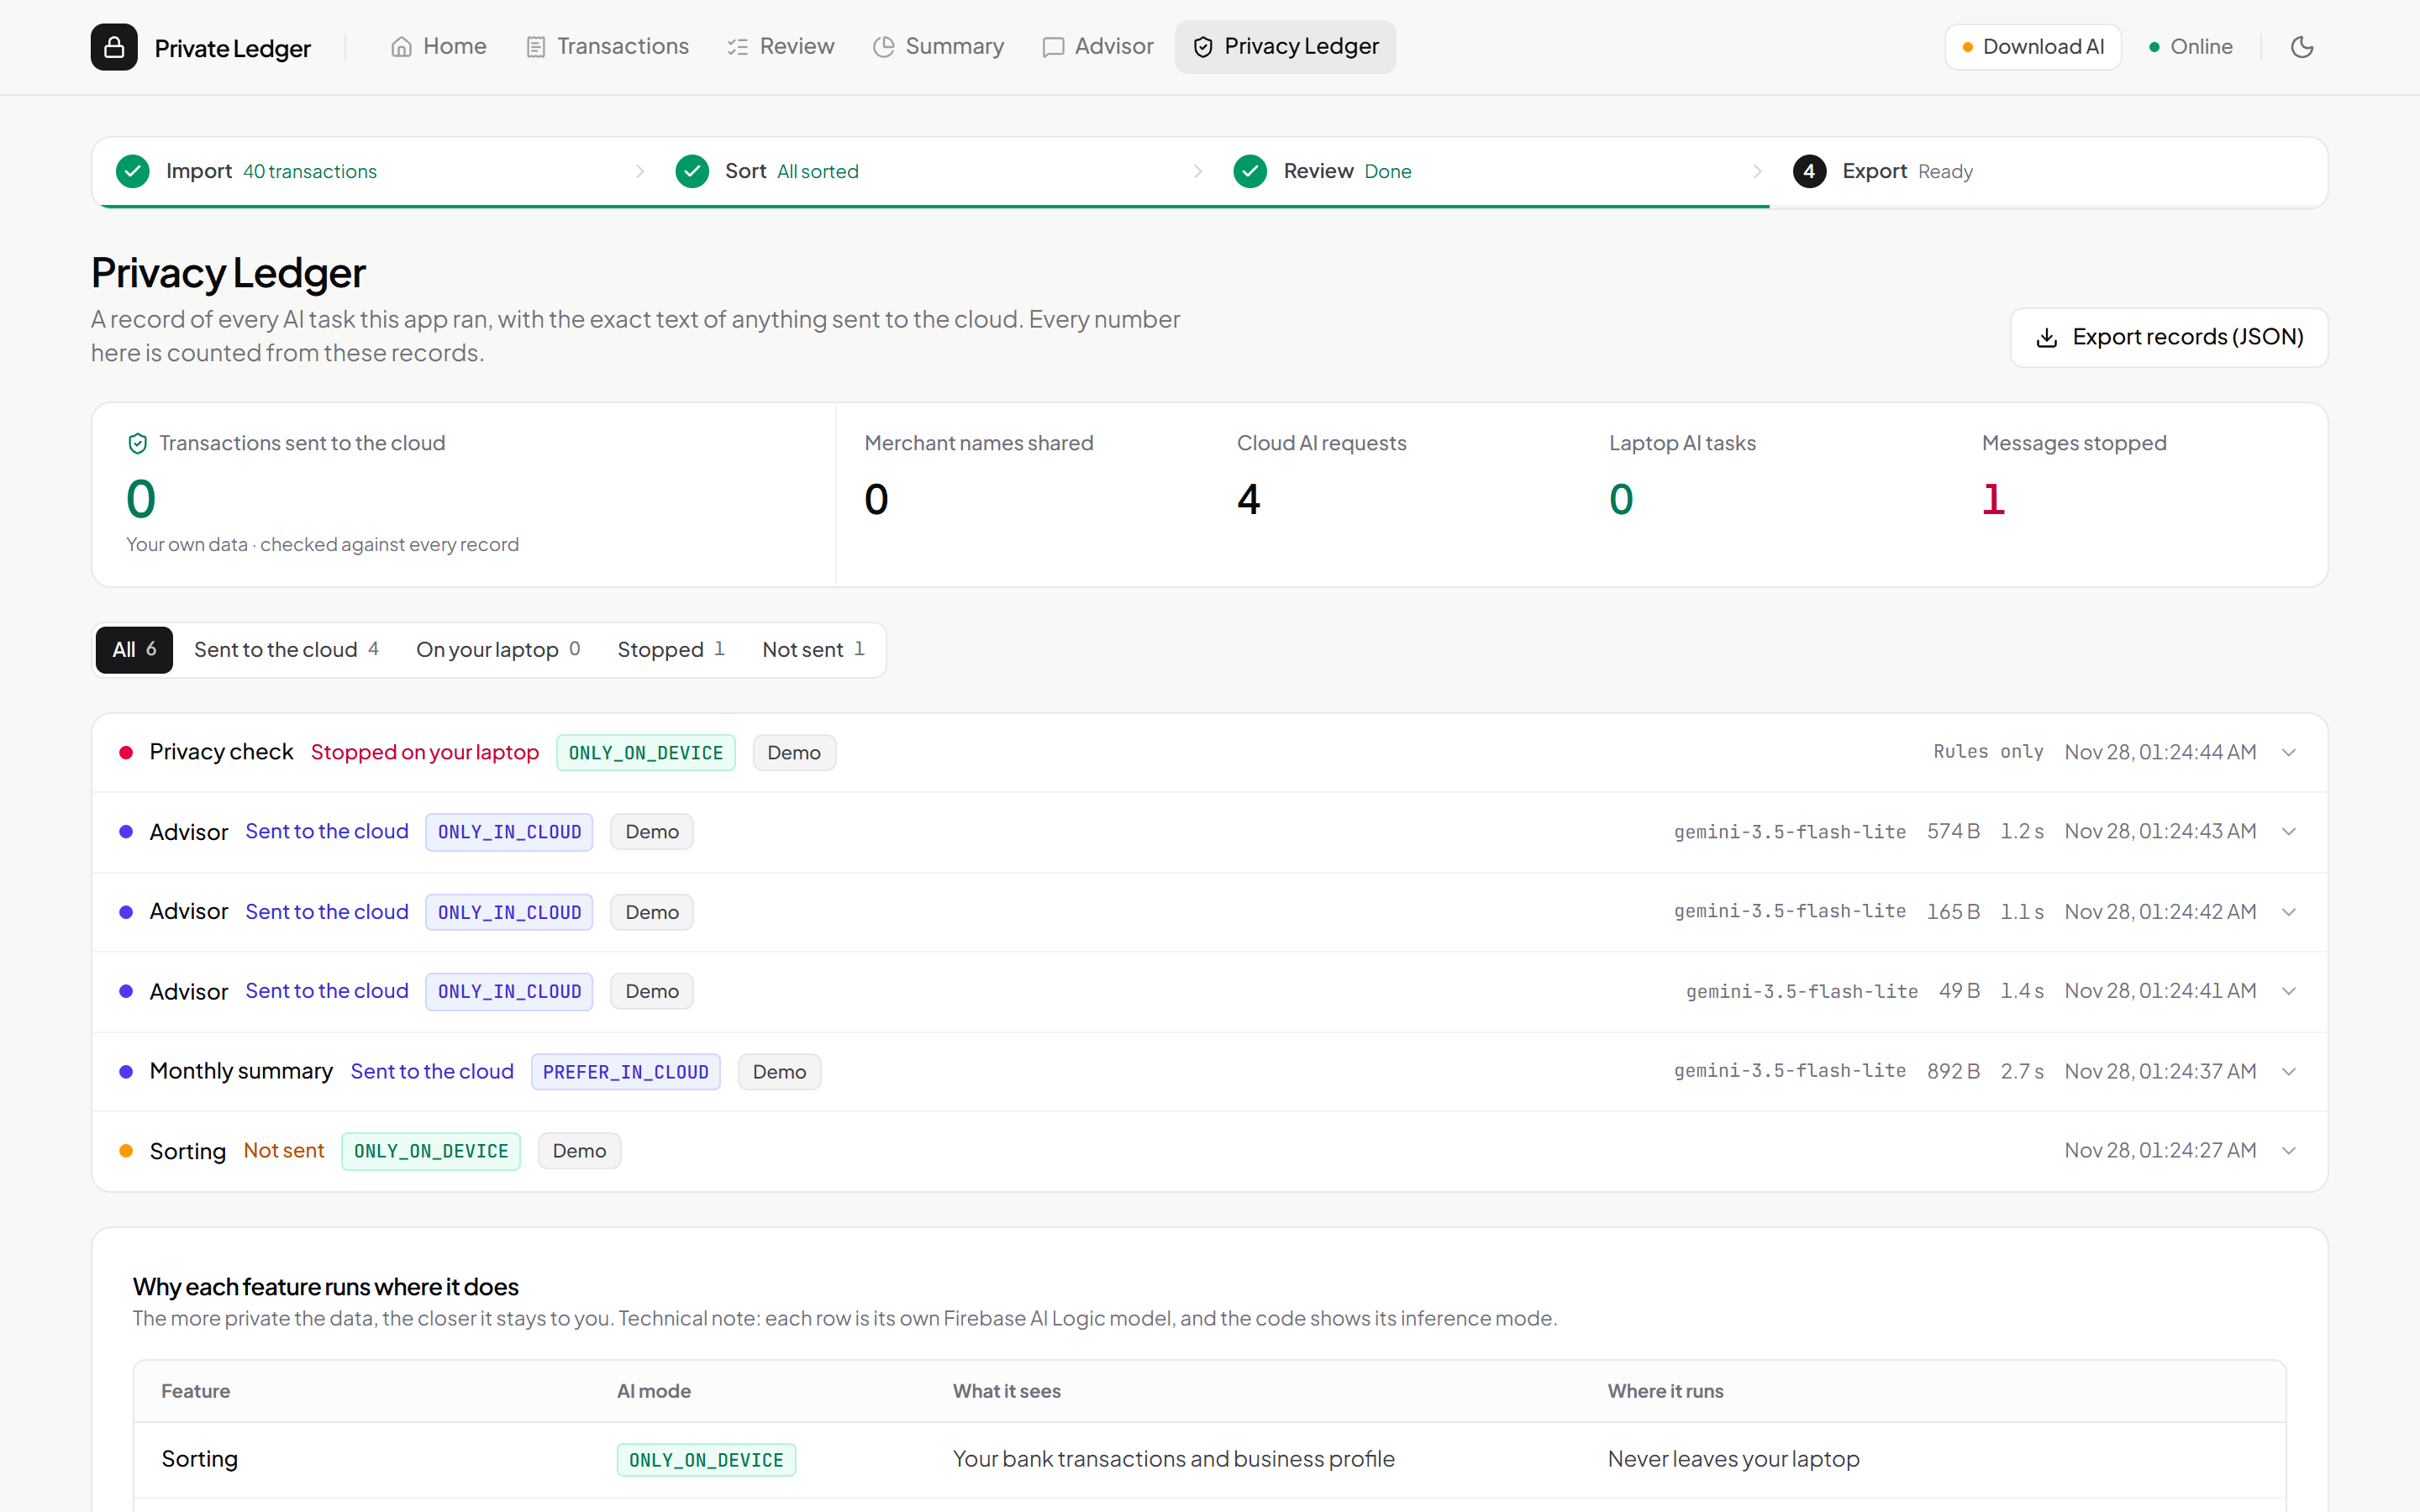 Private Ledger
Home
Transactions
Review
Summary
Advisor
Privacy Ledger
Download AI
Online
Import 40 transactions
Sort All sorted
Review Done
4 Export Ready
Privacy Ledger
A record of every AI task this app ran, with the exact text of anything sent to the cloud. Every number
here is counted from these records.
Export records (JSON)
Transactions sent to the cloud
0
Your own data · checked against every record
Merchant names shared
0
Cloud AI requests
4
Laptop AI tasks
0
Messages stopped
1
All 6
Sent to the cloud 4
On your laptop 0
Stopped 1
Not sent 1
Privacy check Stopped on your laptop ONLY_ON_DEVICE Demo Rules only Nov 28, 01:24:44 AM
Advisor Sent to the cloud ONLY_IN_CLOUD Demo gemini-3.5-flash-lite 574 B 1.2 s Nov 28, 01:24:43 AM
Advisor Sent to the cloud ONLY_IN_CLOUD Demo gemini-3.5-flash-lite 165 B 1.1 s Nov 28, 01:24:42 AM
Advisor Sent to the cloud ONLY_IN_CLOUD Demo gemini-3.5-flash-lite 49 B 1.4 s Nov 28, 01:24:41 AM
Monthly summary Sent to the cloud PREFER_IN_CLOUD Demo gemini-3.5-flash-lite 892 B 2.7 s Nov 28, 01:24:37 AM
Sorting Not sent ONLY_ON_DEVICE Demo Nov 28, 01:24:27 AM
Why each feature runs where it does
The more private the data, the closer it stays to you. Technical note: each row is its own Firebase AI Logic model, and the code shows its inference mode.
Feature AI mode What it sees Where it runs
Sorting ONLY_ON_DEVICE Your bank transactions and business profile Never leaves your laptop